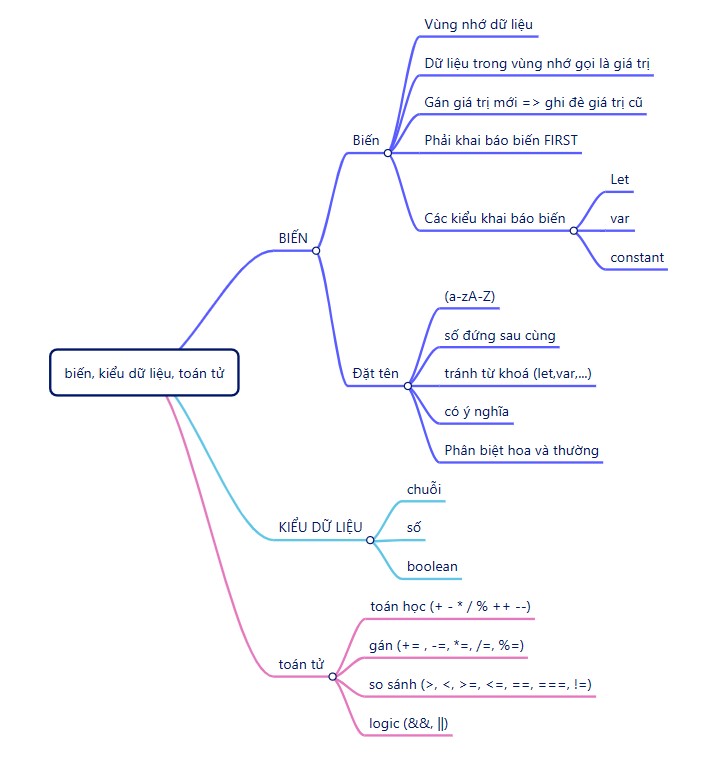 biến, kiểu dữ liệu, toán tử
BIẾN
Biến
Vùng nhớ dữ liệu
Dữ liệu trong vùng nhớ gọi là giá trị
Gán giá trị mới => ghi đè giá trị cũ
Phải khai báo biến FIRST
Các kiểu khai báo biến
Let
var
constant
Đặt tên
(a-zA-Z)
số đứng sau cùng
tránh từ khoá (let,var,...)
có ý nghĩa
Phân biệt hoa và thường
KIỂU DỮ LIỆU
chuỗi
số
boolean
toán tử
toán học (+ - * / % ++ --)
gán (+= , -=, *=, /=, %=)
so sánh (>, <, >=, <=, ==, ===, !=)
logic (&&, ||)